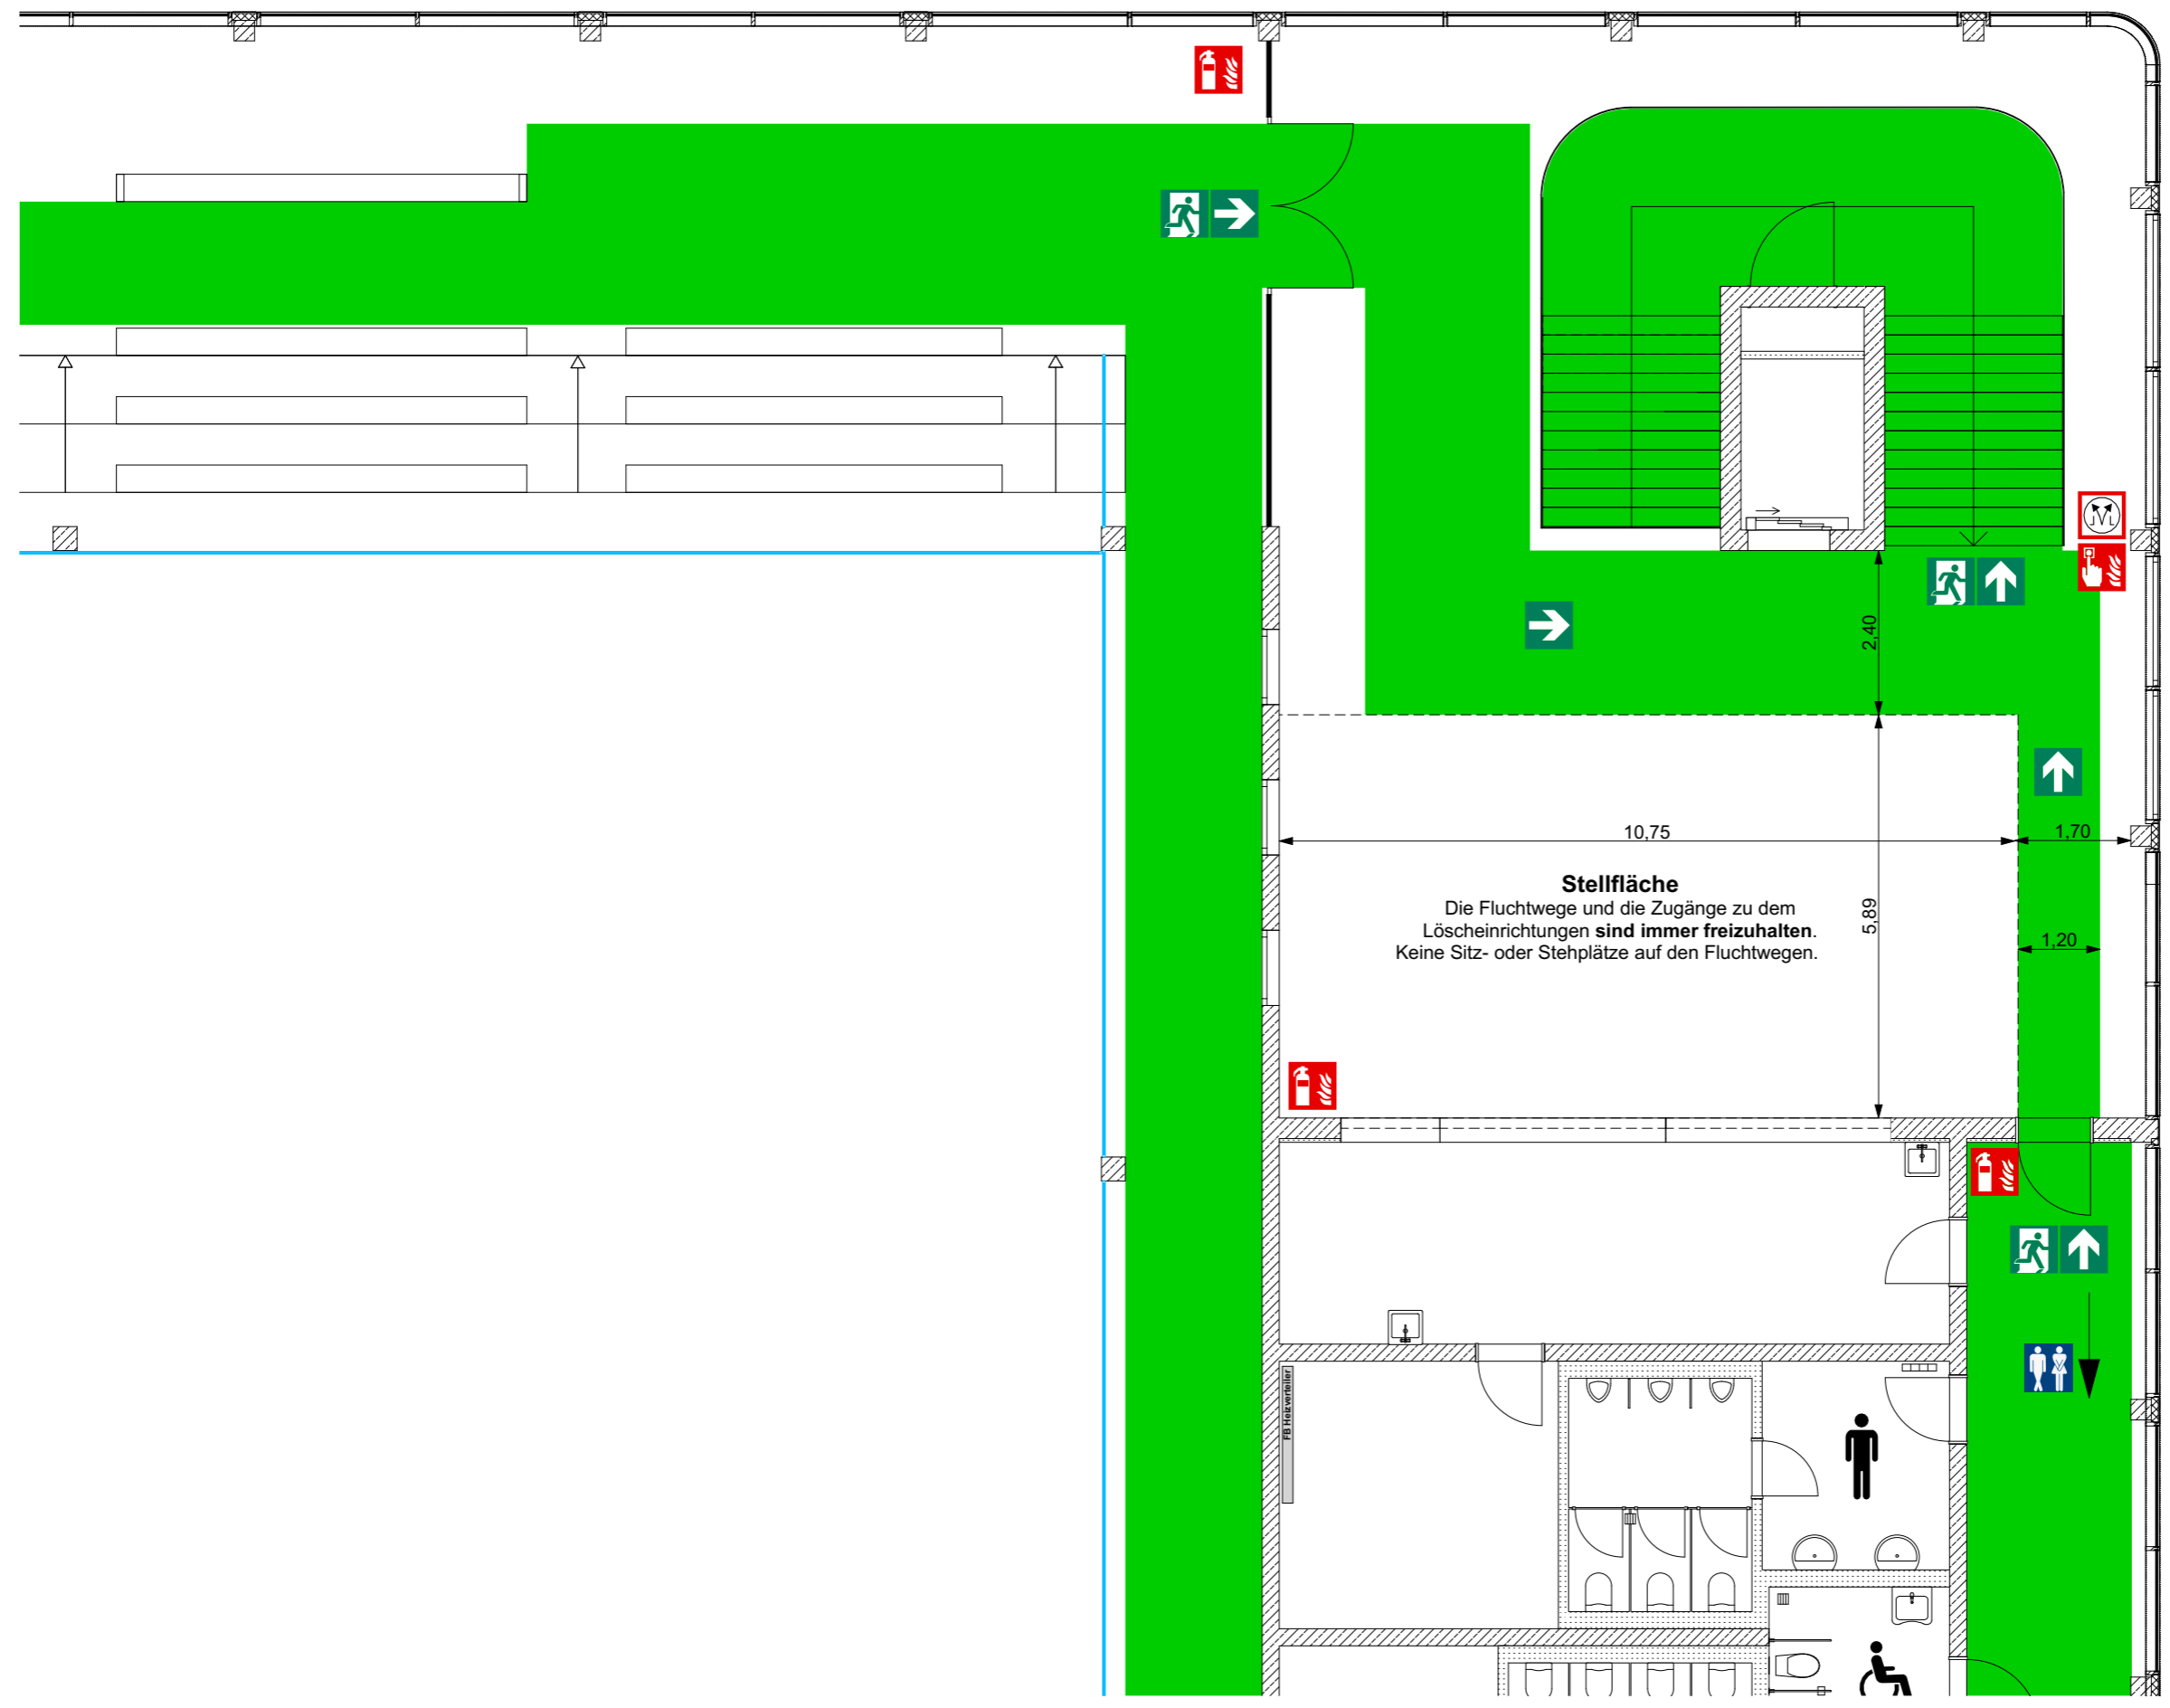 2,40
10,75
1,70
Stellfläche
Die Fluchtwege und die Zugänge zu dem
Löscheinrichtungen sind immer freizuhalten.
Keine Sitz- oder Stehplätze auf den Fluchtwegen.
5,89
1,20
FB Heizverteiler